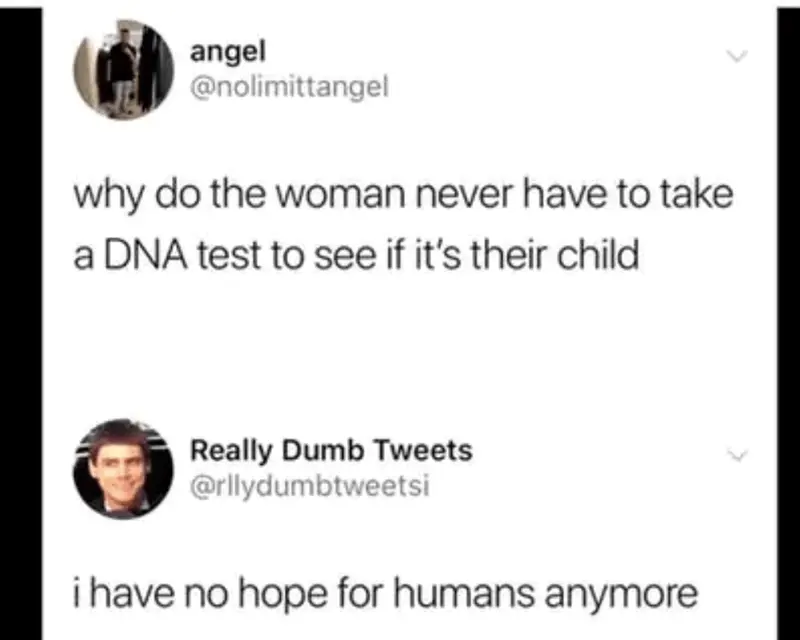 angel
@nolimittangel
why do the woman never have to take
a DNA test to see if it's their child
Really Dumb Tweets
@rllydumbtweetsi
i have no hope for humans anymore